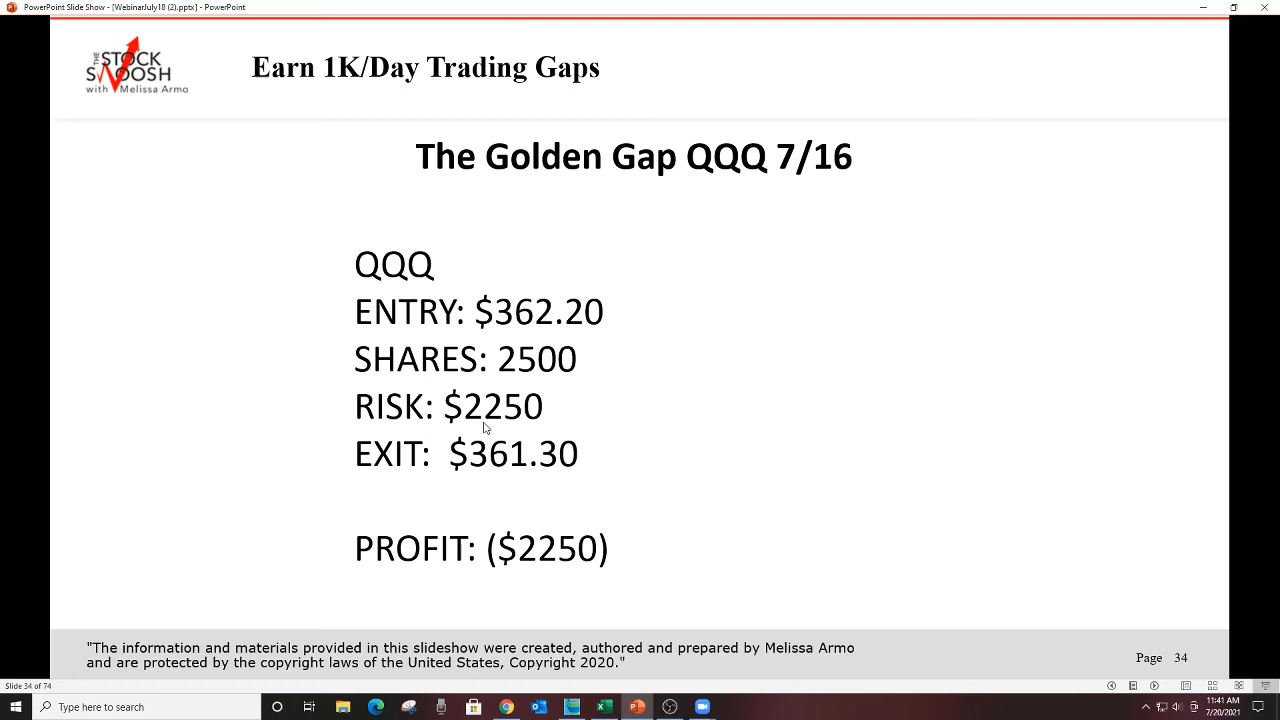 PowerPoint Slide Show - [WebinarJuly18 (2).pptx] - PowerPoint
THE STOCK
SWOOSH
with Melissa Armo
Earn 1K/Day Trading Gaps
The Golden Gap QQQ 7/16
QQQ
ENTRY: $362.20
SHARES: 2500
RISK: $2250
EXIT: $361.30
PROFIT: ($2250)
"The information and materials provided in this slideshow were created, authored and prepared by Melissa Armo
and are protected by the copyright laws of the United States, Copyright 2020."
Page 34
Slide 34 of 74
Type here to search
11:41 AM
7/20/2021